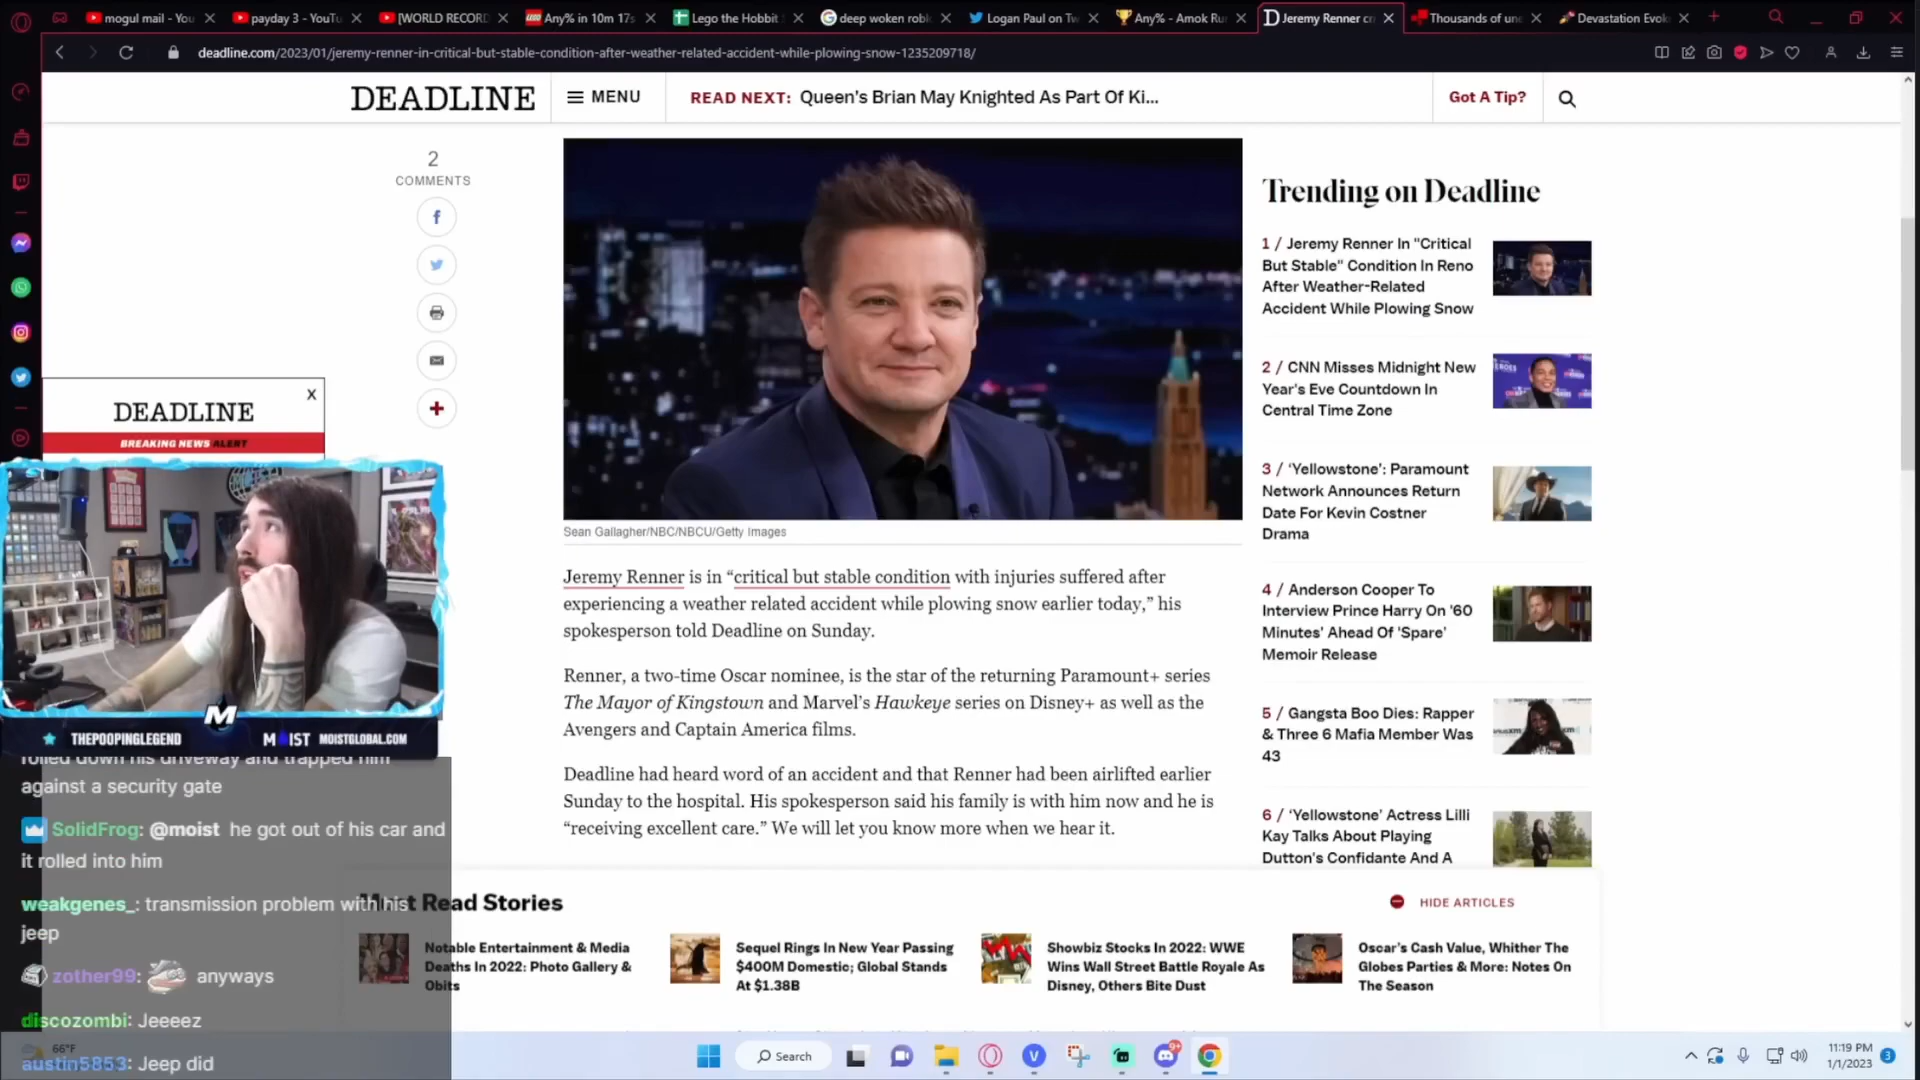 mogul mail - You
payday 3 - YouTu
[WORLD RECORD
Any% in 10m 17s
Lego the Hobbit
deep woken robl
Logan Paul on Tw
Any% - Amok Ru
Jeremy Renner cr
Thousands of une
Devastation Evok
deadline.com/2023/01/jeremy-renner-in-critical-but-stable-condition-after-weather-related-accident-while-plowing-snow-1235209718/
DEADLINE
MENU
READ NEXT: Queen's Brian May Knighted As Part Of Ki...
Got A Tip?
2
COMMENTS
DEADLINE
X
BREAKING NEWS ALERT
Sean Gallagher/NBC/NBCU/Getty Images
Jeremy Renner is in “critical but stable condition with injuries suffered after
experiencing a weather related accident while plowing snow earlier today,” his
spokesperson told Deadline on Sunday.
Renner, a two-time Oscar nominee, is the star of the returning Paramount+ series
The Mayor of Kingstown and Marvel’s Hawkeye series on Disney+ as well as the
Avengers and Captain America films.
Deadline had heard word of an accident and that Renner had been airlifted earlier
Sunday to the hospital. His spokesperson said his family is with him now and he is
“receiving excellent care.” We will let you know more when we hear it.
Trending on Deadline
1 / Jeremy Renner In "Critical
But Stable" Condition In Reno
After Weather-Related
Accident While Plowing Snow
2 / CNN Misses Midnight New
Year's Eve Countdown In
Central Time Zone
3 / ‘Yellowstone’: Paramount
Network Announces Return
Date For Kevin Costner
Drama
4 / Anderson Cooper To
Interview Prince Harry On '60
Minutes' Ahead Of 'Spare'
Memoir Release
5 / Gangsta Boo Dies: Rapper
& Three 6 Mafia Member Was
43
6 / ‘Yellowstone’ Actress Lilli
Kay Talks About Playing
Dutton's Confidante And A
THEPOOPINGLEGEND
MOIST MOISTGLOBAL.COM
rolled down his driveway and trapped him
against a security gate
SolidFrog: @moist he got out of his car and
it rolled into him
weakgenes_: transmission problem with his
jeep
zother99: anyways
discozombi: Jeeeez
austin5853: Jeep did
Most Read Stories
HIDE ARTICLES
Notable Entertainment & Media
Deaths In 2022: Photo Gallery &
Obits
Sequel Rings In New Year Passing
$400M Domestic; Global Stands
At $1.38B
Showbiz Stocks In 2022: WWE
Wins Wall Street Battle Royale As
Disney, Others Bite Dust
Oscar’s Cash Value, Whither The
Globes Parties & More: Notes On
The Season
66°F
Search
9+
11:19 PM
1/1/2023
3